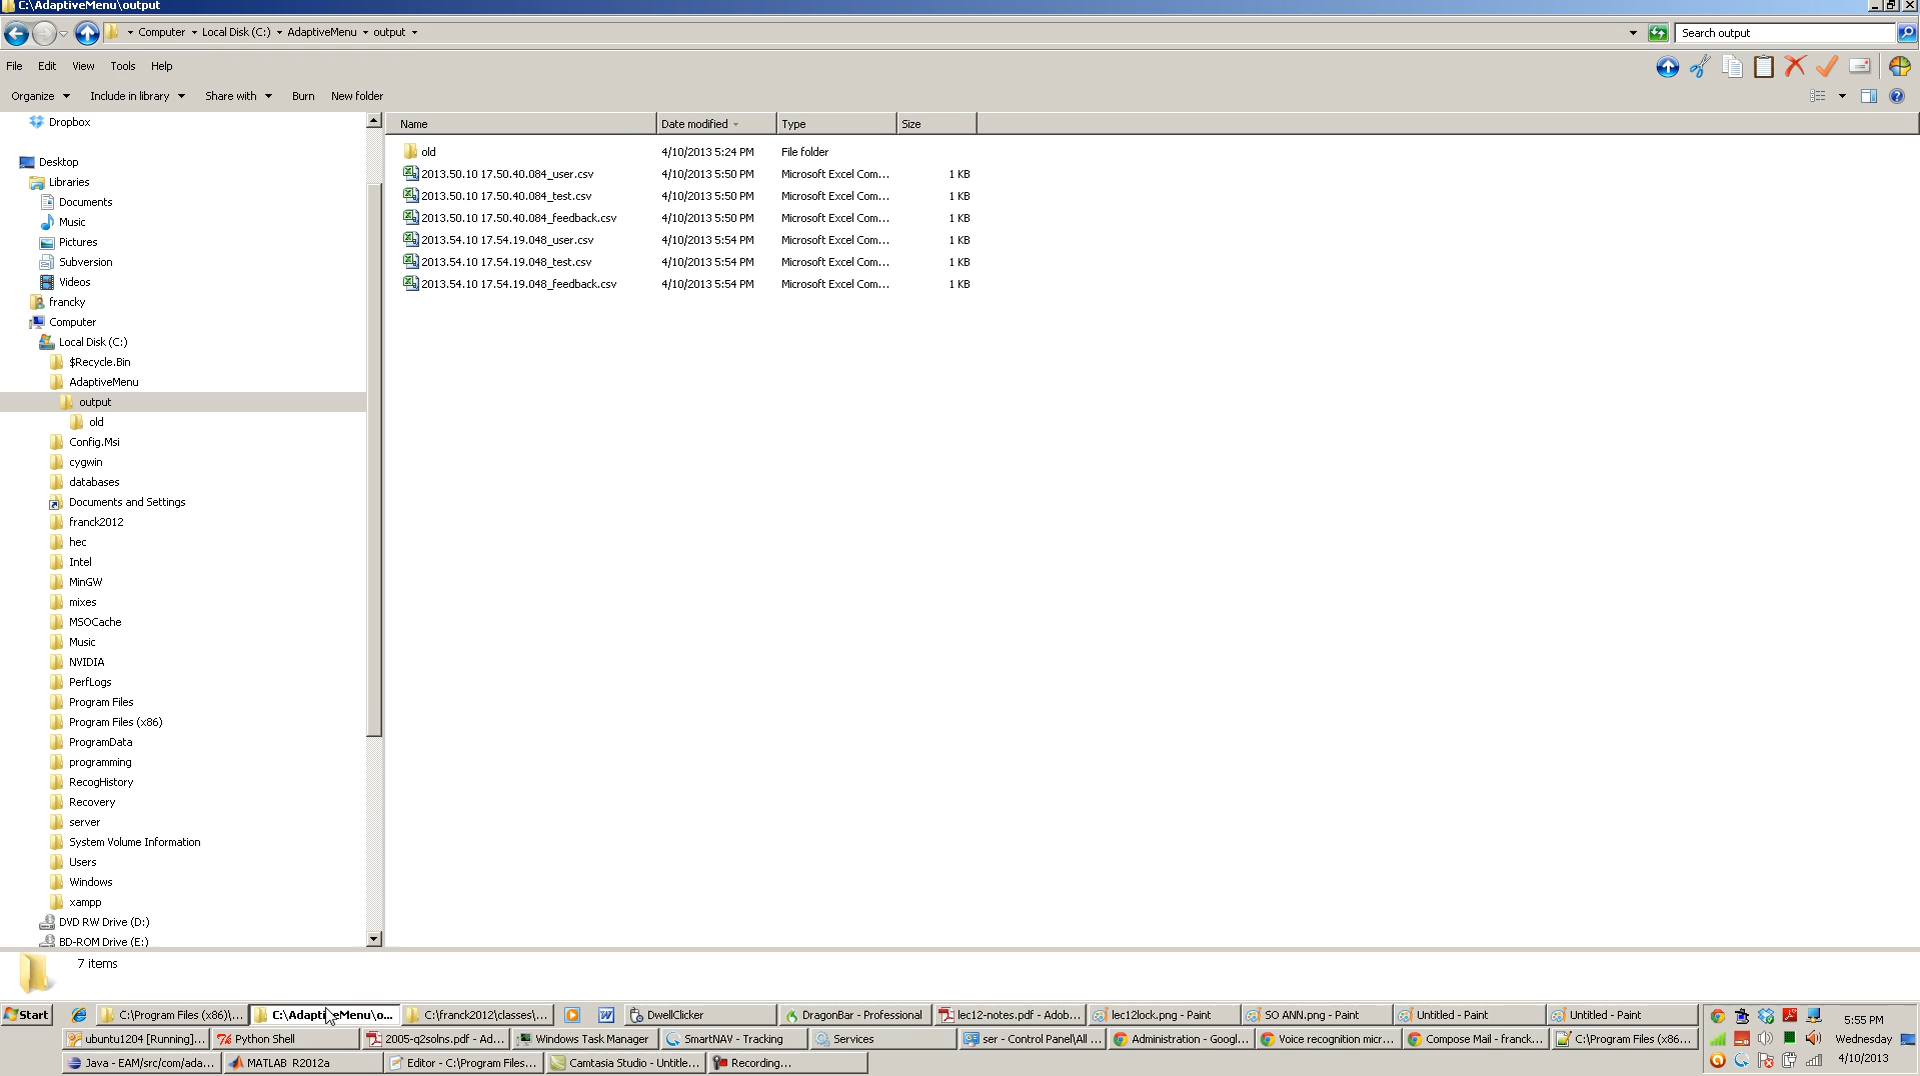 C:\AdaptiveMenu\output
Computer Local Disk (C:) AdaptiveMenu output
Search output
File Edit View Tools Help
Organize Include in library Share with Burn New folder
Name Date modified Type Size
old 4/10/2013 5:24 PM File folder
2013.50.10 17.50.40.084_user.csv 4/10/2013 5:50 PM Microsoft Excel Com... 1 KB
2013.50.10 17.50.40.084_test.csv 4/10/2013 5:50 PM Microsoft Excel Com... 1 KB
2013.50.10 17.50.40.084_feedback.csv 4/10/2013 5:50 PM Microsoft Excel Com... 1 KB
2013.54.10 17.54.19.048_user.csv 4/10/2013 5:54 PM Microsoft Excel Com... 1 KB
2013.54.10 17.54.19.048_test.csv 4/10/2013 5:54 PM Microsoft Excel Com... 1 KB
2013.54.10 17.54.19.048_feedback.csv 4/10/2013 5:54 PM Microsoft Excel Com... 1 KB
Dropbox
Desktop
Libraries
Documents
Music
Pictures
Subversion
Videos
francky
Computer
Local Disk (C:)
$Recycle.Bin
AdaptiveMenu
output
old
Config.Msi
cygwin
databases
Documents and Settings
franck2012
hec
Intel
MinGW
mixes
MSOCache
Music
NVIDIA
PerfLogs
Program Files
Program Files (x86)
ProgramData
programming
RecogHistory
Recovery
server
System Volume Information
Users
Windows
xampp
DVD RW Drive (D:)
BD-ROM Drive (E:)
7 items
Start C:\Program Files (x86)\... C:\AdaptiveMenu\o... C:\franck2012\classes\... DwellClicker DragonBar - Professional lec12-notes.pdf - Adob... lec12lock.png - Paint SO ANN.png - Paint Untitled - Paint Untitled - Paint 5:55 PM
ubuntu1204 [Running]... Python Shell 2005-q2solns.pdf - Ad... Windows Task Manager SmartNAV - Tracking Services ser - Control Panel\All ... Administration - Googl... Voice recognition micr... Compose Mail - franck... C:\Program Files (x86... Wednesday
Java - EAM/src/com/ada... MATLAB R2012a Editor - C:\Program Files... Camtasia Studio - Untitle... Recording... 4/10/2013